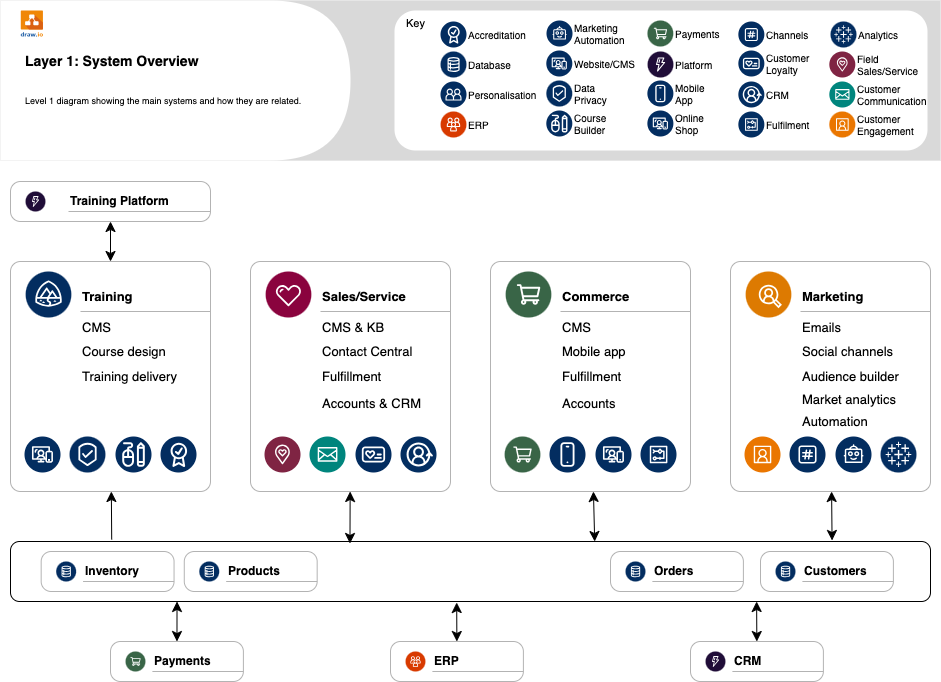 draw.io
Layer 1: System Overview
Level 1 diagram showing the main systems and how they are related.
Key
Accreditation
Marketing
Automation
Payments
Channels
Analytics
Database
Website/CMS
Platform
Customer
Loyalty
Field
Sales/Service
Personalisation
Data
Privacy
Mobile
App
CRM
Customer
Communication
ERP
Course
Builder
Online
Shop
Fulfilment
Customer
Engagement
Training Platform
Training
CMS
Course design
Training delivery
Sales/Service
CMS & KB
Contact Central
Fulfillment
Accounts & CRM
Commerce
CMS
Mobile app
Fulfillment
Accounts
Marketing
Emails
Social channels
Audience builder
Market analytics
Automation
Inventory
Products
Orders
Customers
Payments
ERP
CRM